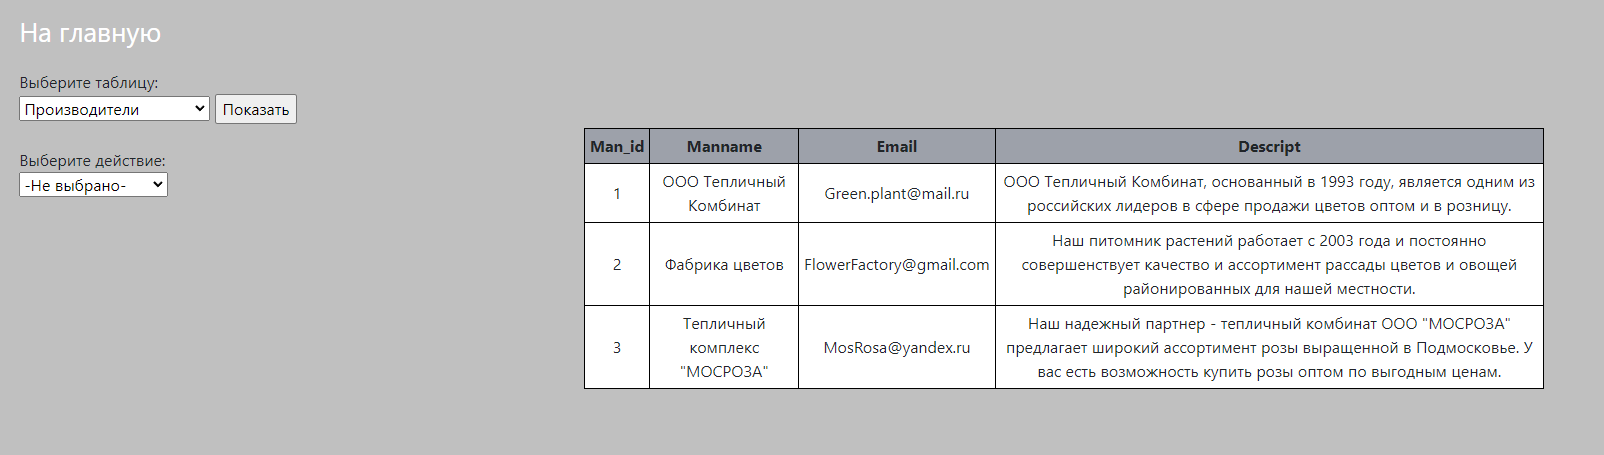 На главную
Выберите таблицу:
Производители
Показать
Выберите действие:
-Не выбрано-
Man_id Manname Email Descript
1
ООО Тепличный
Комбинат
Green.plant@mail.ru
ООО Тепличный Комбинат, основанный в 1993 году, является одним из
российских лидеров в сфере продажи цветов оптом и в розницу.
2
Фабрика цветов
FlowerFactory@gmail.com
Наш питомник растений работает с 2003 года и постоянно
совершенствует качество и ассортимент рассады цветов и овощей
районированных для нашей местности.
3
Тепличный
комплекс
"МОСРОЗА"
MosRosa@yandex.ru
Наш надежный партнер - тепличный комбинат ООО "МОСРОЗА"
предлагает широкий ассортимент розы выращенной в Подмосковье. У
вас есть возможность купить розы оптом по выгодным ценам.